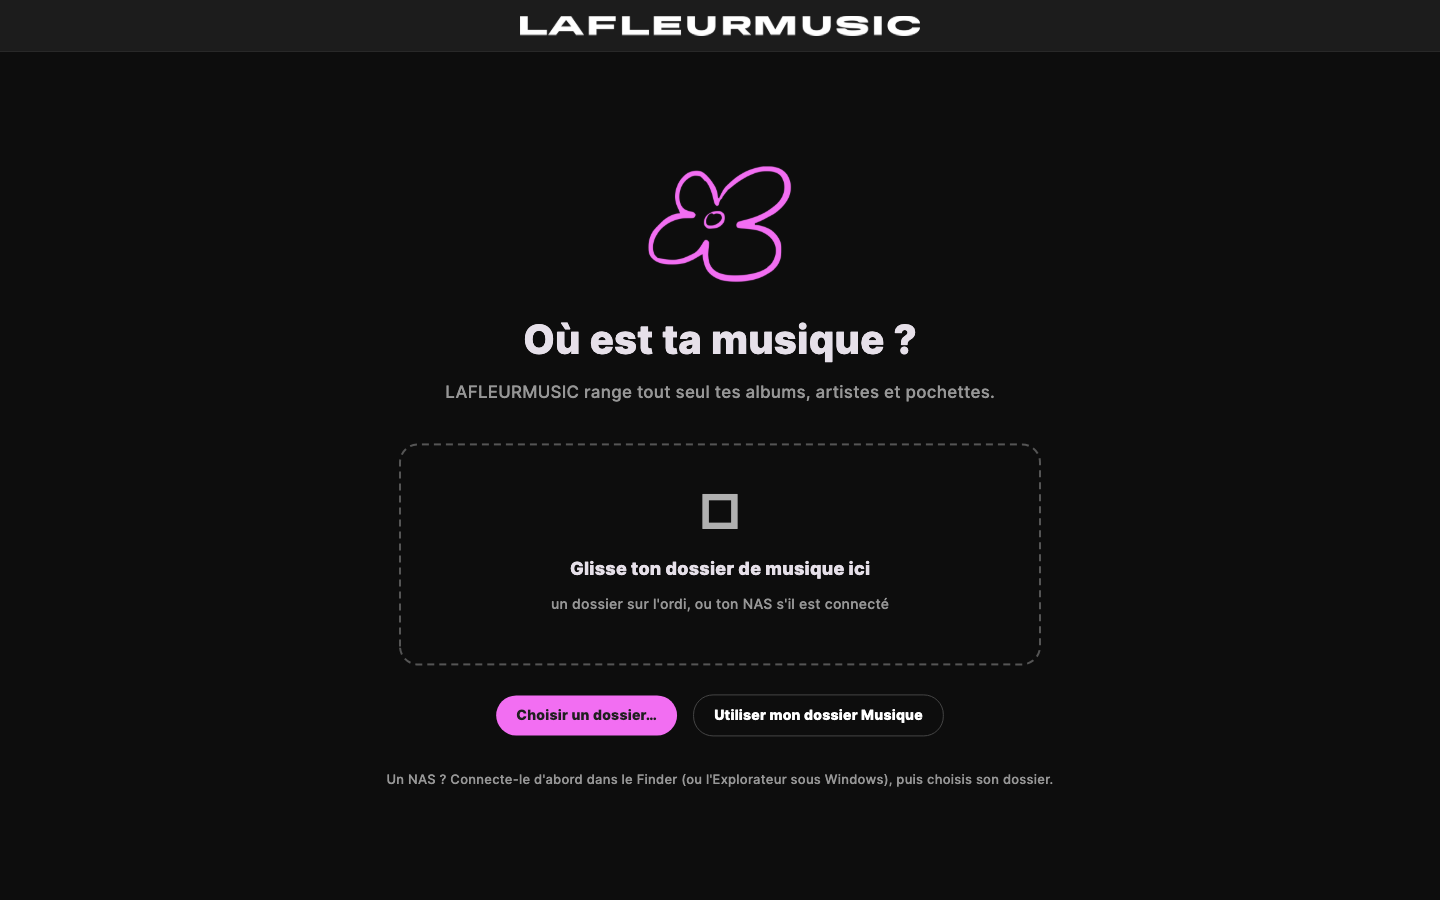 LAFLEURMUSIC
Où est ta musique ?
LAFLEURMUSIC range tout seul tes albums, artistes et pochettes.
Glisse ton dossier de musique ici
un dossier sur l'ordi, ou ton NAS s'il est connecté
Choisir un dossier…
Utiliser mon dossier Musique
Un NAS ? Connecte-le d'abord dans le Finder (ou l'Explorateur sous Windows), puis choisis son dossier.